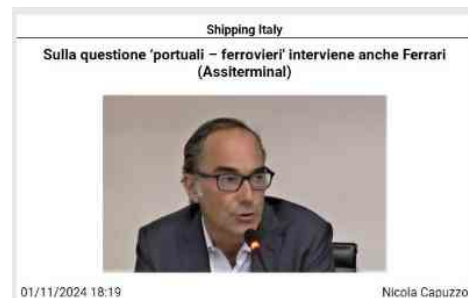 Shipping Italy
Sulla questione 'portuali – ferrovieri' interviene anche Ferrari
(Assiterminal)
01/11/2024 18:19
Nicola Capuzzo